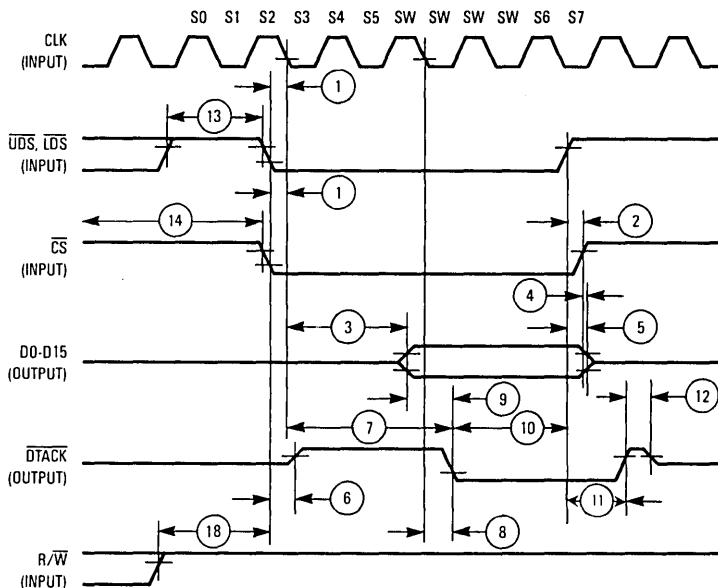 S0 S1 S2 S3 S4 S5 SW SW SW SW S6 S7
CLK
(INPUT)
1
13
UDS, LDS
(INPUT)
1
14
2
CS
(INPUT)
4
3
5
D0-D15
(OUTPUT)
9
12
7
10
DTACK
(OUTPUT)
6
8
11
18
R/W
(INPUT)